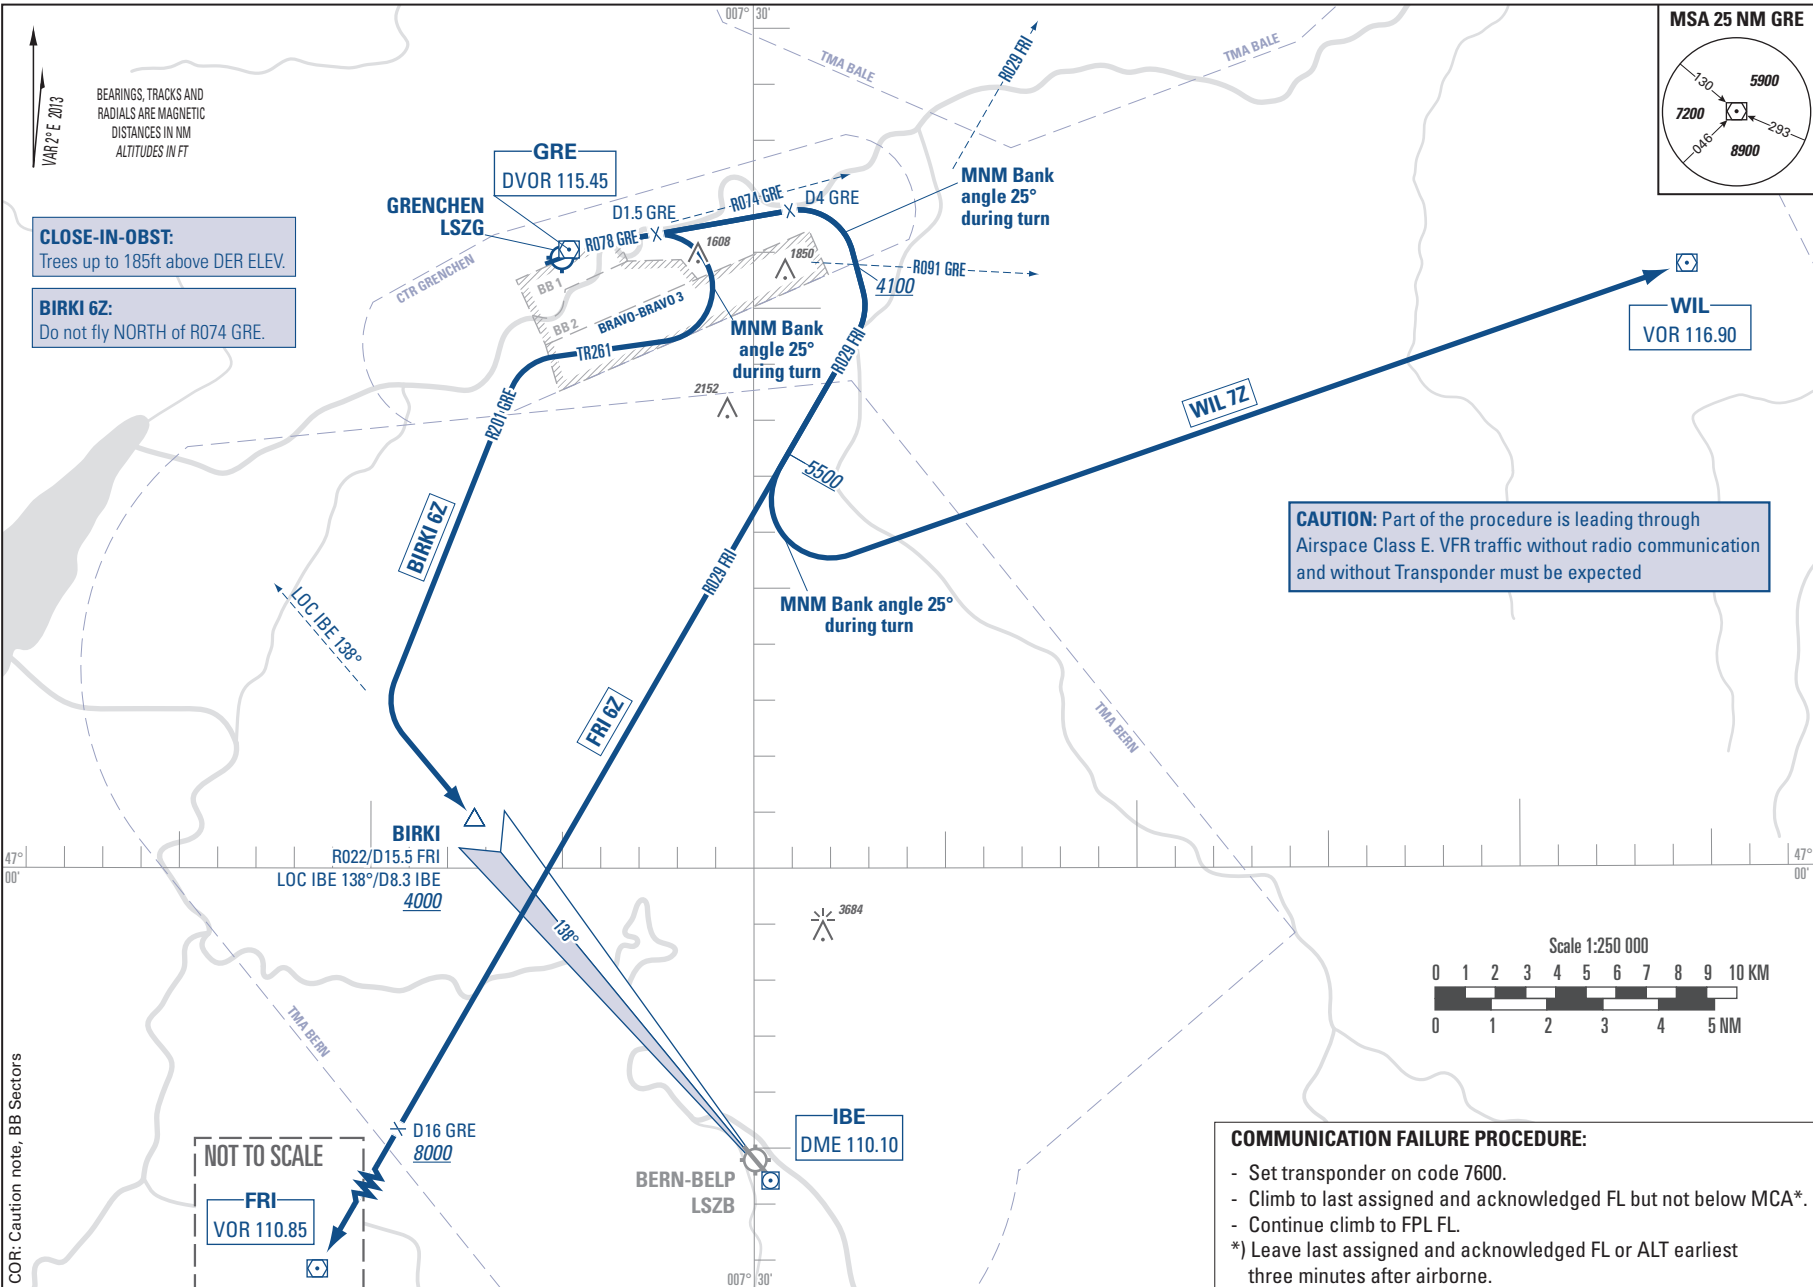 007° 30'
MSA 25 NM GRE
130
5900
7200
046
293
8900
VAR 2° E 2013
BEARINGS, TRACKS AND
RADIALS ARE MAGNETIC
DISTANCES IN NM
ALTITUDES IN FT
TMA BALE
TMA BALE
R029 FRI
GRE
DVOR 115.45
GRENCHEN
LSZG
CLOSE-IN-OBST:
Trees up to 185ft above DER ELEV.
BIRKI 6Z:
Do not fly NORTH of R074 GRE.
CTR GRENCHEN
D1.5 GRE
R078 GRE
R074 GRE
D4 GRE
MNM Bank
angle 25°
during turn
1608
1850
R091 GRE
4100
BB 1
BB 2
BRAVO-BRAVO 3
TR261
MNM Bank
angle 25°
during turn
R029 FRI
2152
R201 GRE
WIL
VOR 116.90
WIL 7Z
5500
BIRKI 6Z
CAUTION: Part of the procedure is leading through
Airspace Class E. VFR traffic without radio communication
and without Transponder must be expected
R029 FRI
MNM Bank angle 25°
during turn
LOC IBE 138°
FRI 6Z
TMA BERN
BIRKI
R022/D15.5 FRI
LOC IBE 138°/D8.3 IBE
4000
47°
00'
47°
00'
138°
3684
Scale 1:250 000
0 1 2 3 4 5 6 7 8 9 10 KM
0 1 2 3 4 5 NM
TMA BERN
COR: Caution note, BB Sectors
D16 GRE
8000
NOT TO SCALE
FRI
VOR 110.85
IBE
DME 110.10
BERN-BELP
LSZB
007° 30'
COMMUNICATION FAILURE PROCEDURE:
- Set transponder on code 7600.
- Climb to last assigned and acknowledged FL but not below MCA*.
- Continue climb to FPL FL.
*) Leave last assigned and acknowledged FL or ALT earliest
three minutes after airborne.